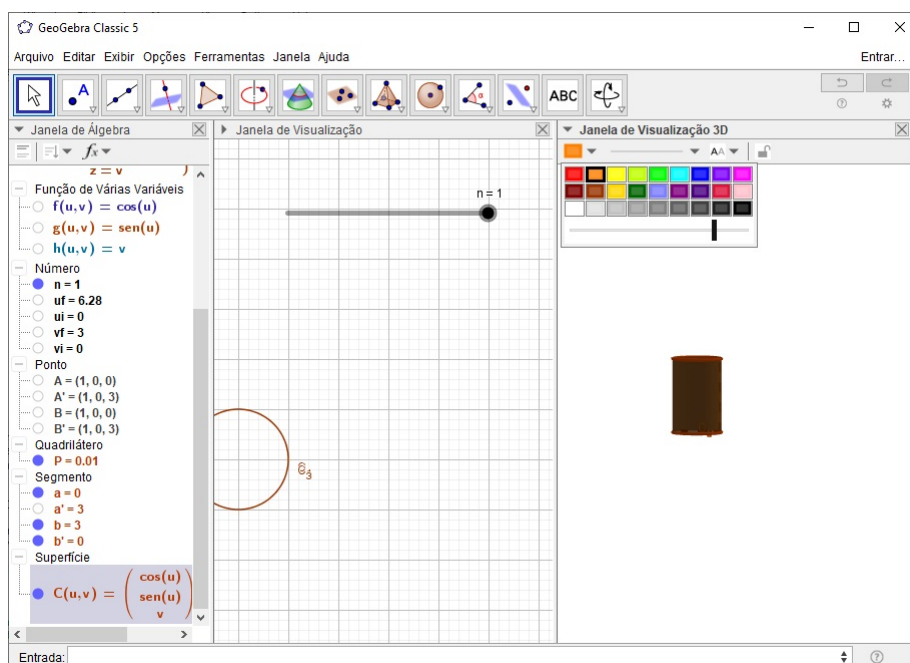 GeoGebra Classic 5
Arquivo Editar Exibir Opções Ferramentas Janela Ajuda
Entrar...
A
ABC
Janela de Álgebra
fx
z = v
Função de Várias Variáveis
f(u,v) = cos(u)
g(u,v) = sen(u)
h(u,v) = v
Número
n = 1
uf = 6.28
ui = 0
vf = 3
vi = 0
Ponto
A = (1, 0, 0)
A' = (1, 0, 3)
B = (1, 0, 0)
B' = (1, 0, 3)
Quadrilátero
P = 0.01
Segmento
a = 0
a' = 3
b = 3
b' = 0
Superfície
C(u,v) = ( cos(u)
sen(u)
v )
Entrada:
Janela de Visualização
n = 1
Janela de Visualização 3D
AA